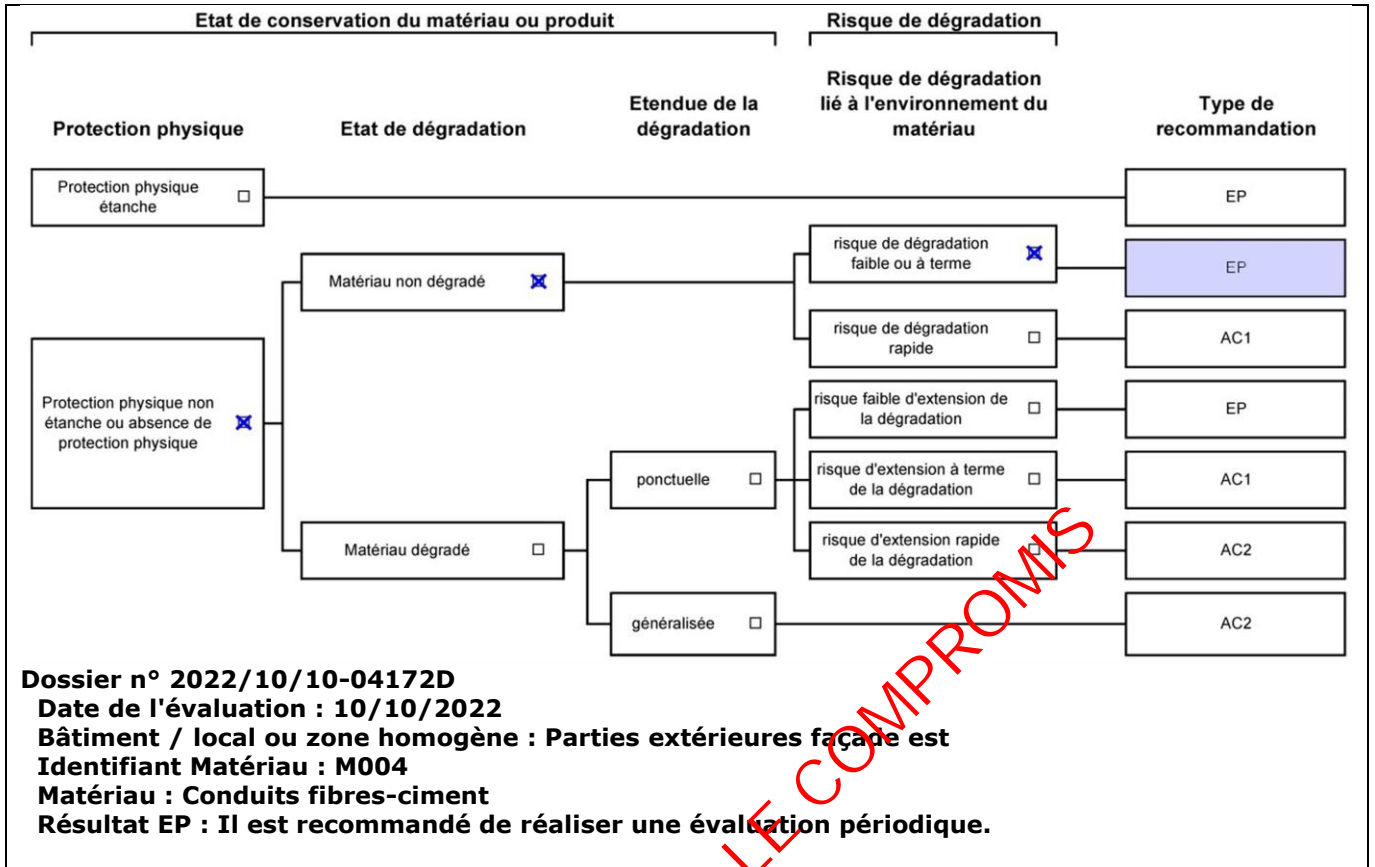 Etat de conservation du matériau ou produit
Risque de dégradation
Protection physique
Etat de dégradation
Etendue de la
dégradation
Risque de dégradation
lié à l'environnement du
matériau
Type de
recommandation
Protection physique
étanche
EP
risque de dégradation
faible ou à terme
EP
Matériau non dégradé
risque de dégradation
rapide
AC1
Protection physique non
étanche ou absence de
protection physique
risque faible d'extension de
la dégradation
EP
ponctuelle
risque d'extension à terme
de la dégradation
AC1
Matériau dégradé
risque d'extension rapide
de la dégradation
AC2
généralisée
AC2
LE COMPROMIS
Dossier n° 2022/10/10-04172D
Date de l'évaluation : 10/10/2022
Bâtiment / local ou zone homogène : Parties extérieures façade est
Identifiant Matériau : M004
Matériau : Conduits fibres-ciment
Résultat EP : Il est recommandé de réaliser une évaluation périodique.